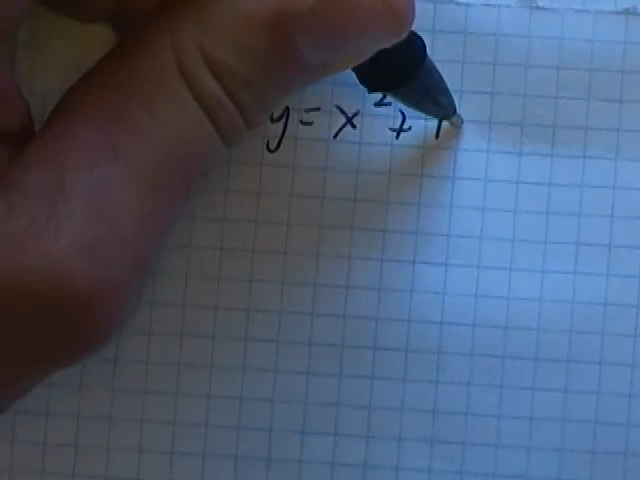 y = x² + 1